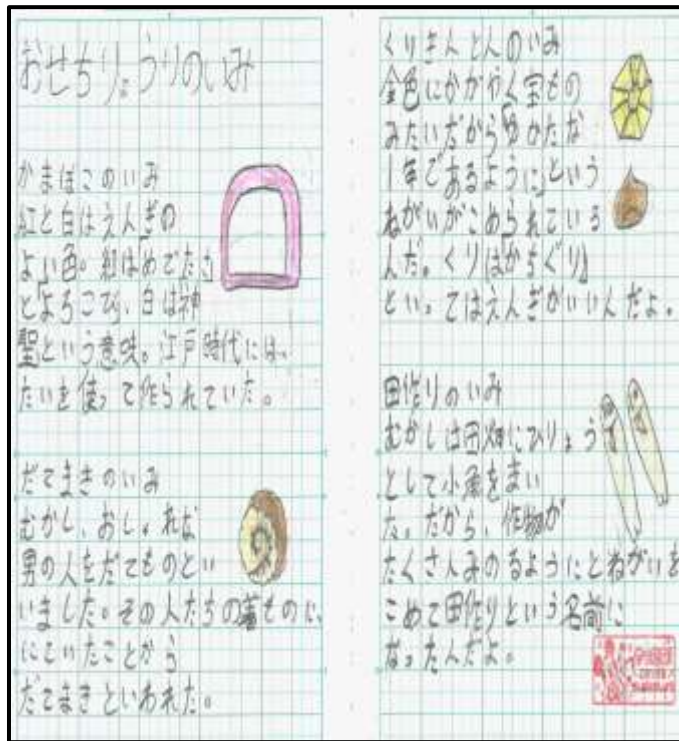 おせちりょうりのいみ
かまぼこのいみ
紅と白はえんぎの
よい色。紅はめでたさ
とよろこび、白は神
聖という意味。江戸時代には、
たいを使って作られていた。
だてまきのいみ
むかし、おしゃれな
男の人をだてものとい
いました。その人たちの着ものに、
にていたことから
だてまきといわれた。
くりきんとんのいみ
金色にかがやく宝もの
みたいだから「ゆたかな
1年であるように」という
ねがいがこめられている
んだ。くりは「かちぐり」
といってはえんぎがいいんだよ。
田作りのいみ
むかしは田畑にひりょう
として小魚をまい
た。だから、作物が
たくさんみのるようにとねがいを
こめて田作りという名前に
なったんだよ。